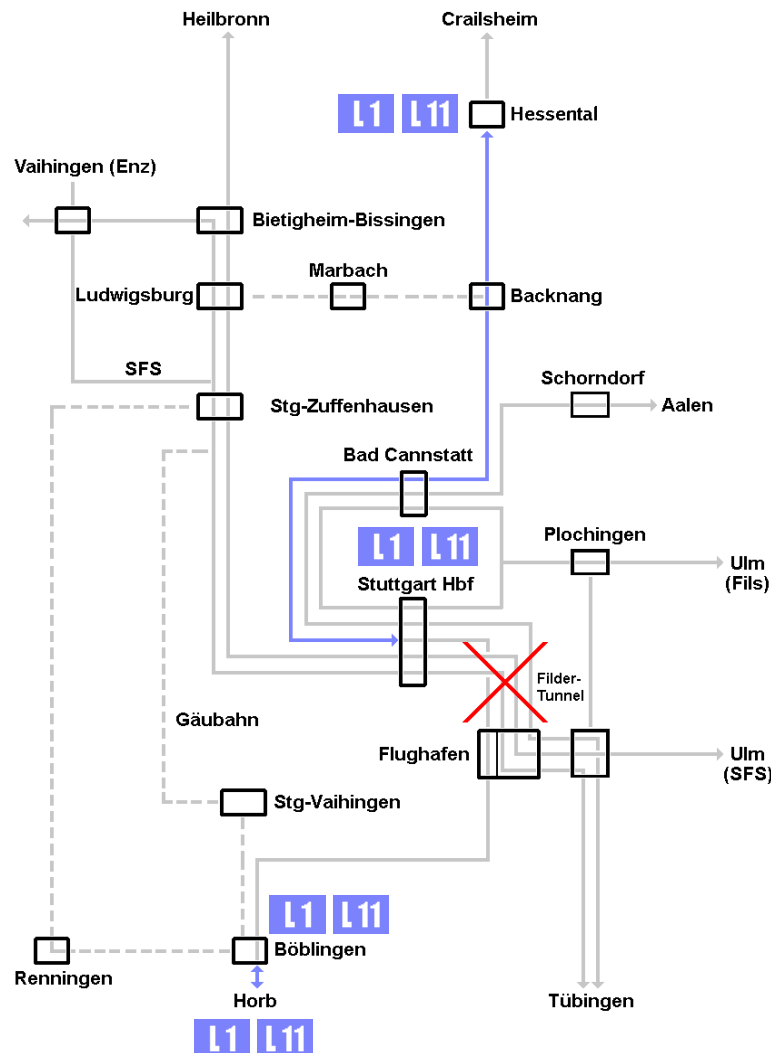 Heilbronn
Crailsheim
L1 L11
Hessental
Vaihingen (Enz)
Bietigheim-Bissingen
Marbach
Ludwigsburg
Backnang
SFS
Schorndorf
Stg-Zuffenhausen
Aalen
Bad Cannstatt
L1 L11
Plochingen
Stuttgart Hbf
Ulm
(Fils)
Filder-
Tunnel
Gäubahn
Flughafen
Ulm
(SFS)
Stg-Vaihingen
L1 L11
Böblingen
Renningen
Horb
Tübingen
L1 L11